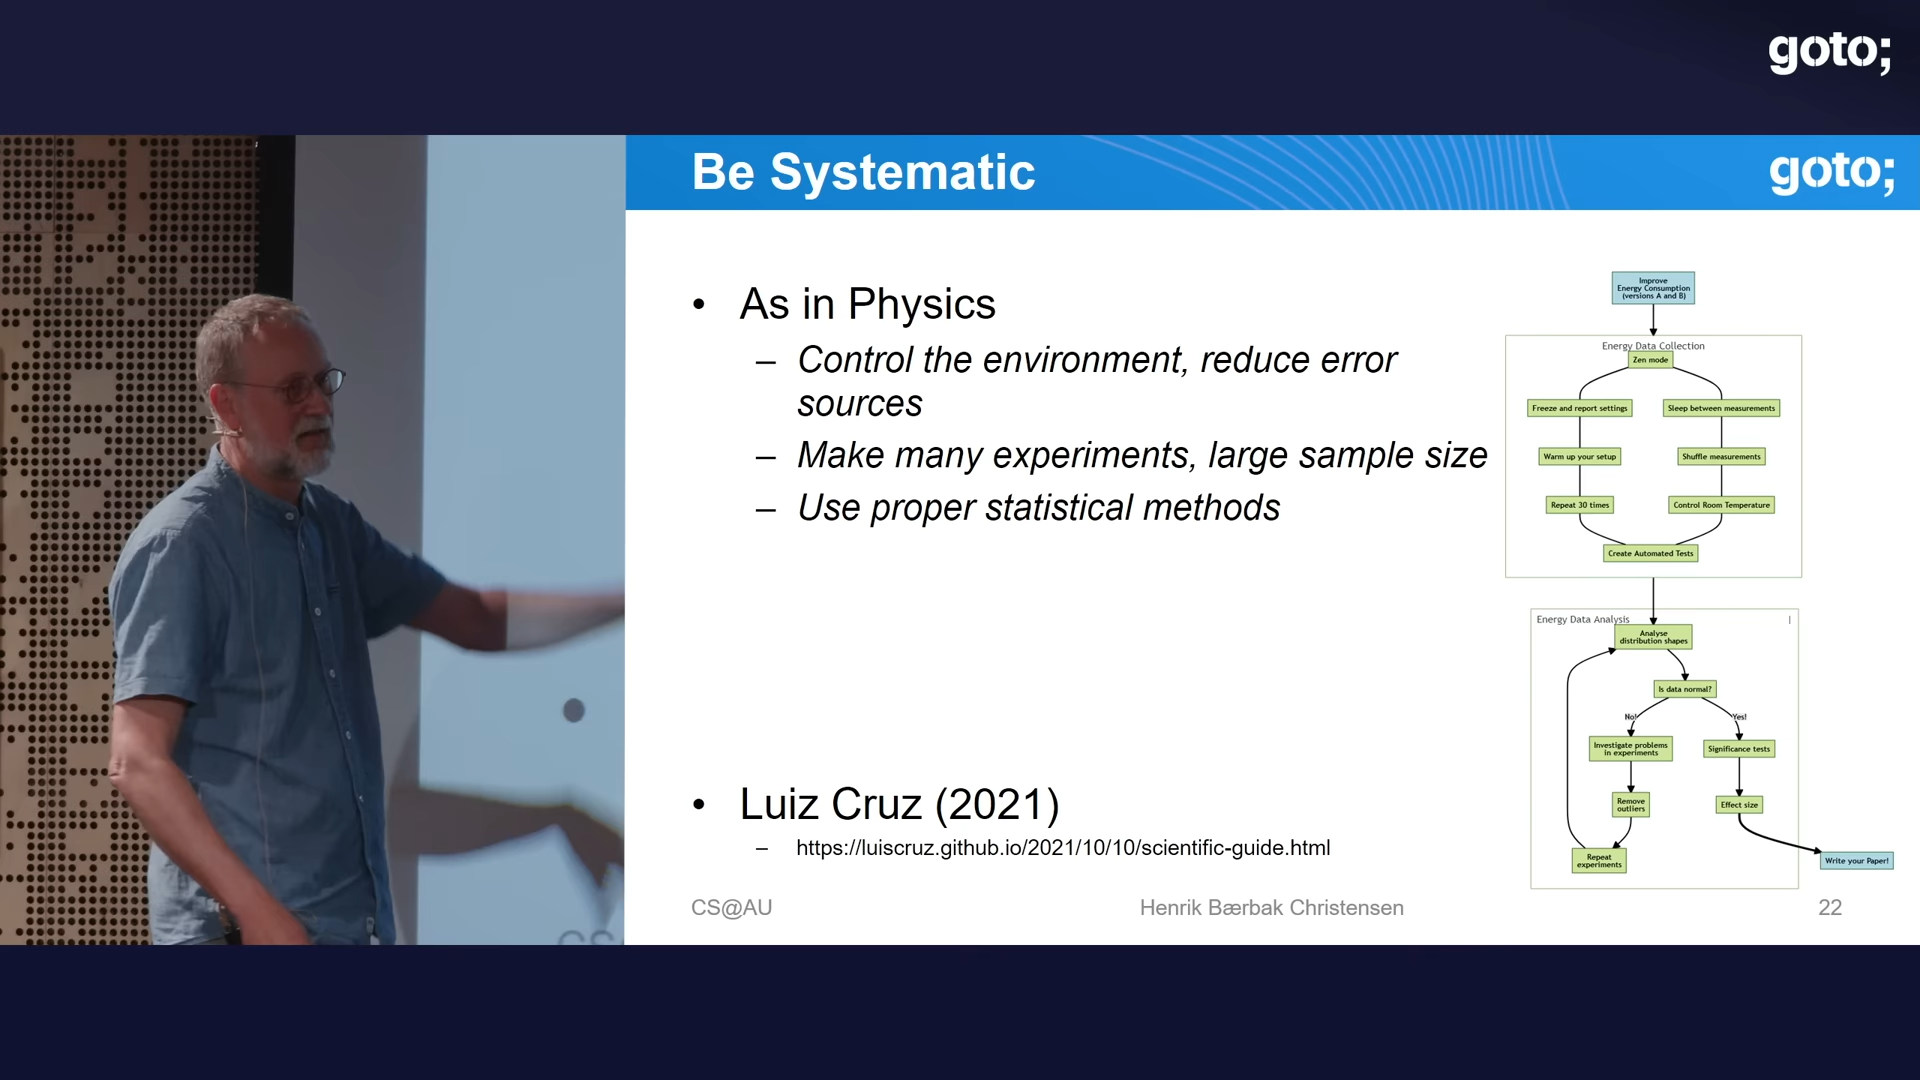 goto;
Be Systematic
goto;
• As in Physics
– Control the environment, reduce error
sources
– Make many experiments, large sample size
– Use proper statistical methods
• Luiz Cruz (2021)
– https://luiscruz.github.io/2021/10/10/scientific-guide.html
CS@AU
Henrik Bærbak Christensen
22
Improve
Energy Consumption
(versions A and B)
Energy Data Collection
Zen mode
Freeze and report settings
Sleep between measurements
Warm up your setup
Shuffle measurements
Repeat 30 times
Control Room Temperature
Create Automated Tests
Energy Data Analysis
Analyse
distribution shapes
Is data normal?
No!
Yes!
Investigate problems
in experiments
Significance tests
Remove
outliers
Effect size
Repeat
experiments
Write your Paper!